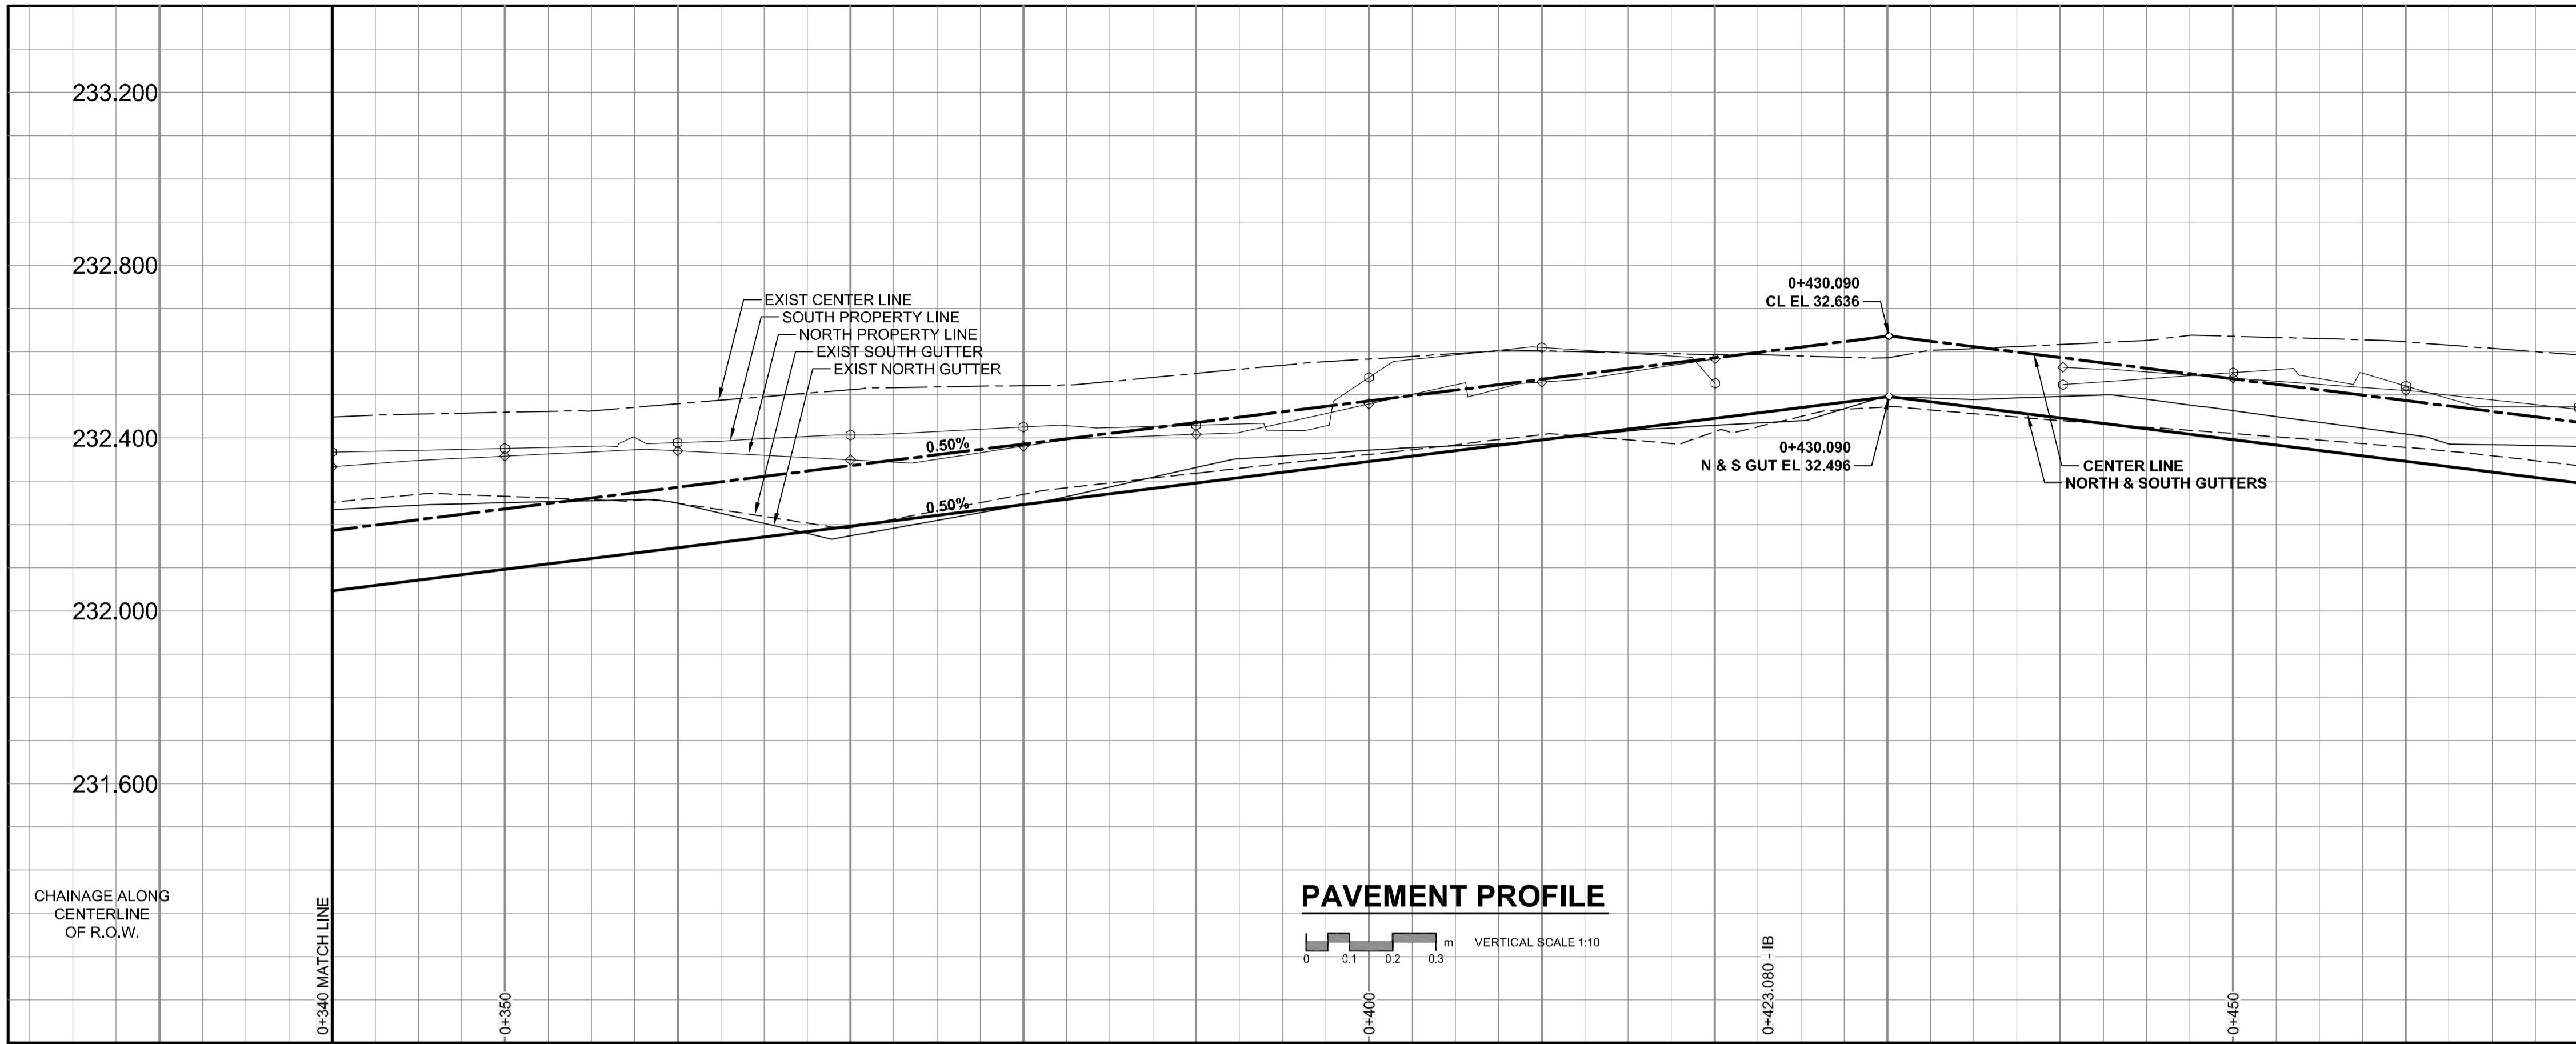 233.200
232.800
232.400
232.000
231.600
EXIST CENTER LINE
SOUTH PROPERTY LINE
NORTH PROPERTY LINE
EXIST SOUTH GUTTER
EXIST NORTH GUTTER
0.50%
0.50%
0+430.090
CL EL 32.636
0+430.090
N & S GUT EL 32.496
CENTER LINE
NORTH & SOUTH GUTTERS
CHAINAGE ALONG
CENTERLINE
OF R.O.W.
0+340 MATCH LINE
0+350
PAVEMENT PROFILE
0 0.1 0.2 0.3 m VERTICAL SCALE 1:10
0+400
0+423.080 - IB
0+450